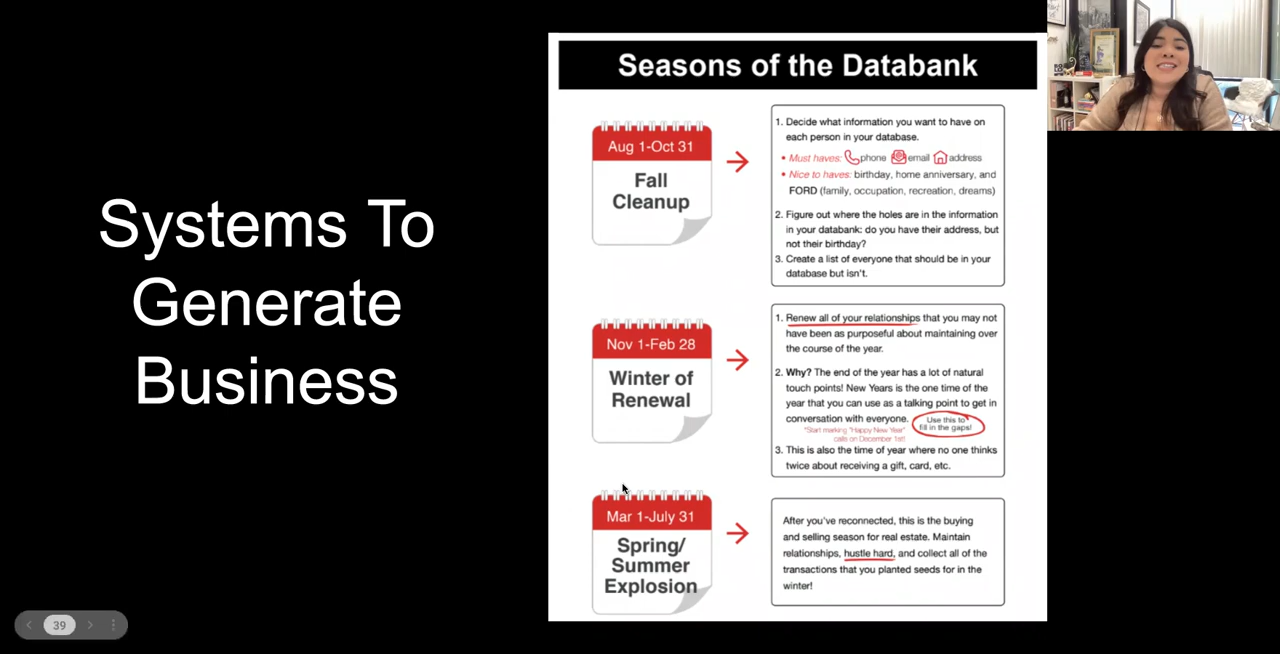 Systems To
Generate
Business
Seasons of the Databank
Aug 1-Oct 31
Fall
Cleanup
1. Decide what information you want to have on
each person in your database.
• Must haves: phone email address
• Nice to haves: birthday, home anniversary, and
FORD (family, occupation, recreation, dreams)
2. Figure out where the holes are in the information
in your databank: do you have their address, but
not their birthday?
3. Create a list of everyone that should be in your
database but isn't.
Nov 1-Feb 28
Winter of
Renewal
1. Renew all of your relationships that you may not
have been as purposeful about maintaining over
the course of the year.
2. Why? The end of the year has a lot of natural
touch points! New Years is the one time of the
year that you can use as a talking point to get in
conversation with everyone.
Use this to
fill in the gaps!
*Start marking "Happy New Year"
calls on December 1st!
3. This is also the time of year where no one thinks
twice about receiving a gift, card, etc.
Mar 1-July 31
Spring/
Summer
Explosion
After you've reconnected, this is the buying
and selling season for real estate. Maintain
relationships, hustle hard, and collect all of the
transactions that you planted seeds for in the
winter!
39